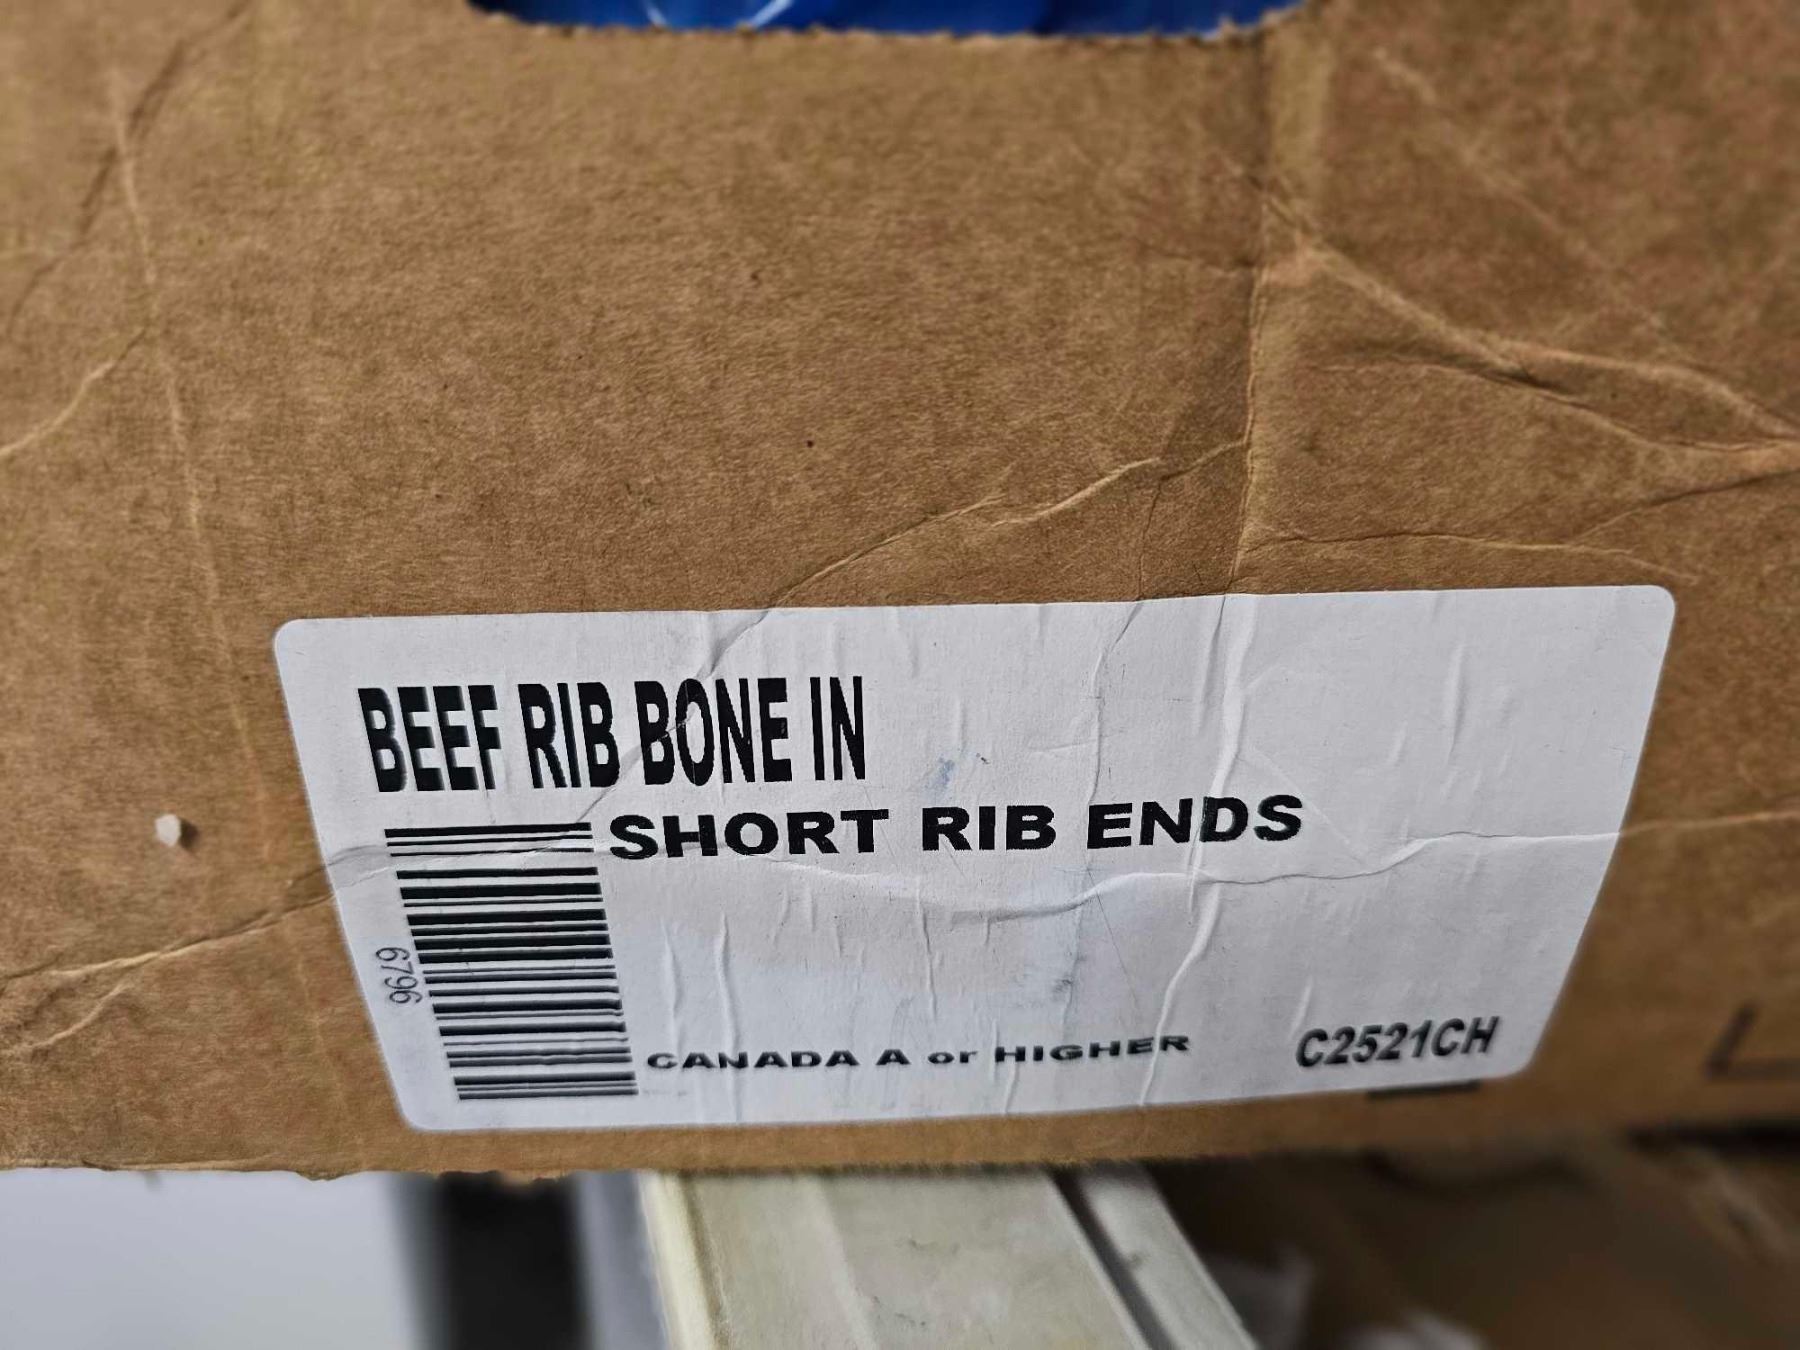 BEEF RIB BONE IN
SHORT RIB ENDS
6796
CANADA A or HIGHER
C2521CH